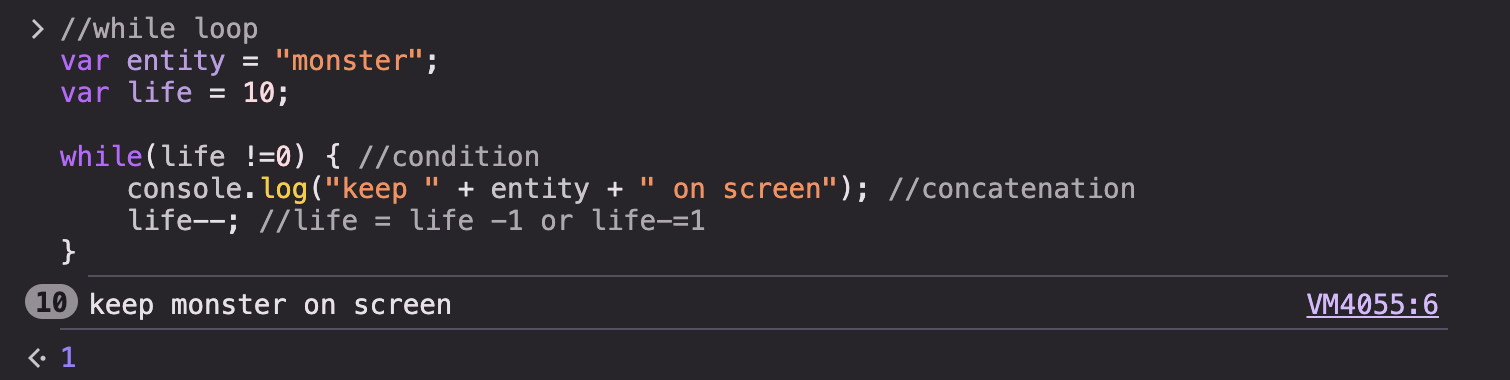 //while loop
var entity = "monster";
var life = 10;
while(life !=0) { //condition
console.log("keep " + entity + " on screen"); //concatenation
life--; //life = life -1 or life-=1
}
10 keep monster on screen VM4055:6
1